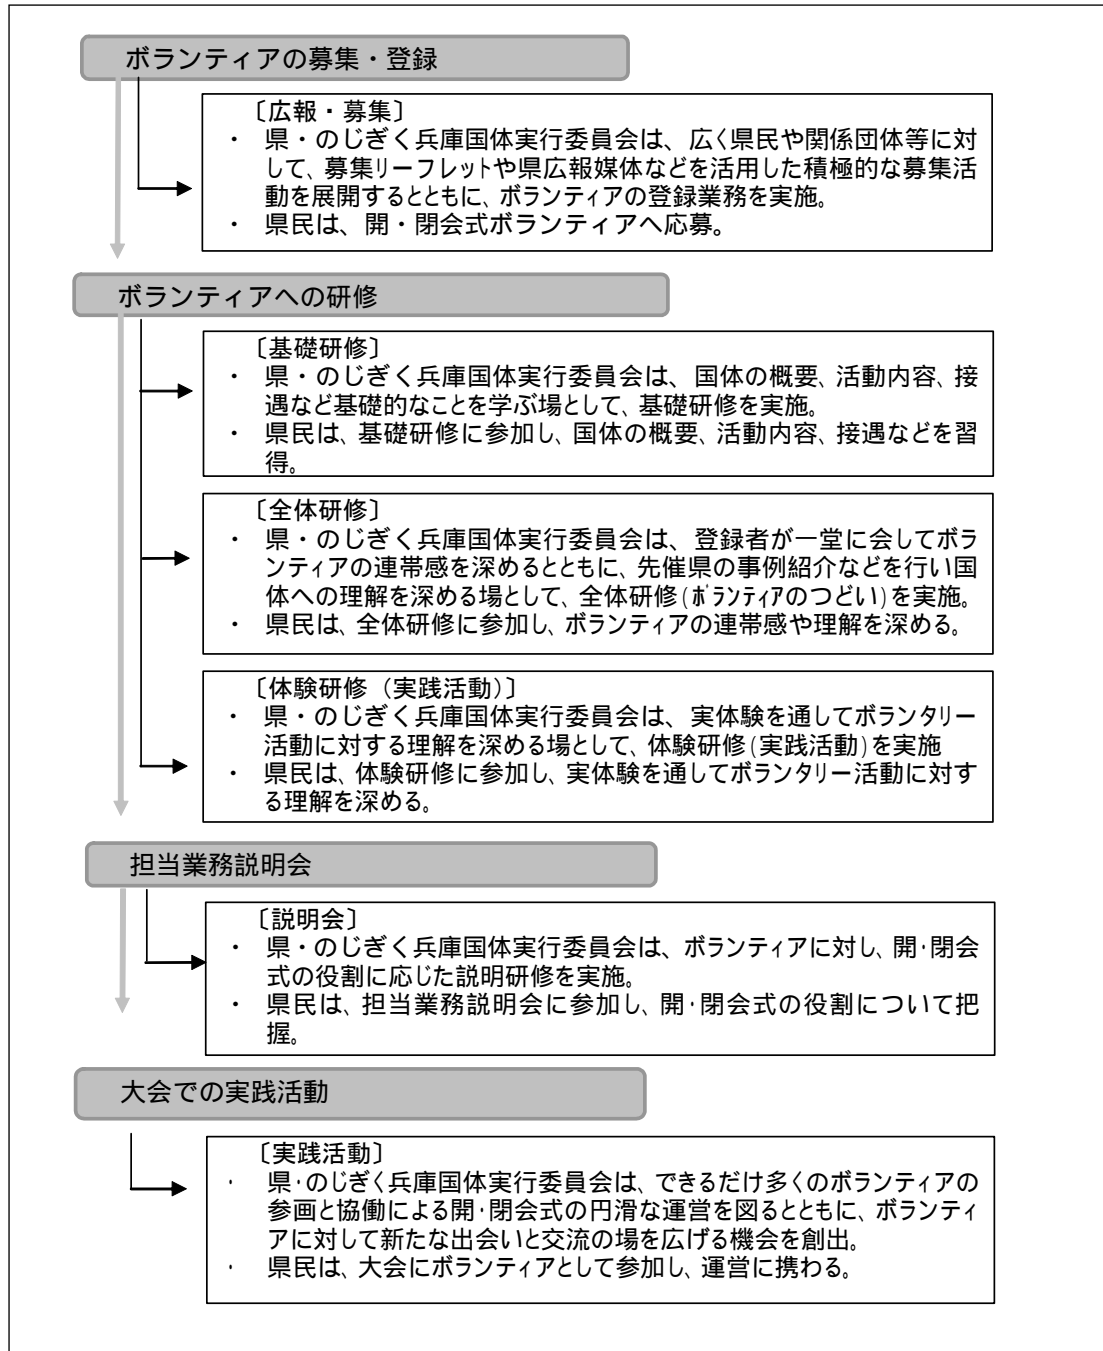 ボランティアの募集・登録
〔広報・募集〕
・ 県・のじぎく兵庫国体実行委員会は、広く県民や関係団体等に対
して、募集リーフレットや県広報媒体などを活用した積極的な募集活
動を展開するとともに、ボランティアの登録業務を実施。
・ 県民は、開・閉会式ボランティアへ応募。
ボランティアへの研修
〔基礎研修〕
・ 県・のじぎく兵庫国体実行委員会は、国体の概要、活動内容、接
遇など基礎的なことを学ぶ場として、基礎研修を実施。
・ 県民は、基礎研修に参加し、国体の概要、活動内容、接遇などを習
得。
〔全体研修〕
・ 県・のじぎく兵庫国体実行委員会は、登録者が一堂に会してボラ
ンティアの連帯感を深めるとともに、先催県の事例紹介などを行い国
体への理解を深める場として、全体研修(ボランティアのつどい)を実施。
・ 県民は、全体研修に参加し、ボランティアの連帯感や理解を深める。
〔体験研修（実践活動）〕
・ 県・のじぎく兵庫国体実行委員会は、実体験を通してボランタリー
活動に対する理解を深める場として、体験研修(実践活動)を実施
・ 県民は、体験研修に参加し、実体験を通してボランタリー活動に対す
る理解を深める。
担当業務説明会
〔説明会〕
・ 県・のじぎく兵庫国体実行委員会は、ボランティアに対し、開・閉会
式の役割に応じた説明研修を実施。
・ 県民は、担当業務説明会に参加し、開・閉会式の役割について把
握。
大会での実践活動
〔実践活動〕
・ 県・のじぎく兵庫国体実行委員会は、できるだけ多くのボランティアの
参画と協働による開・閉会式の円滑な運営を図るとともに、ボランティ
アに対して新たな出会いと交流の場を広げる機会を創出。
・ 県民は、大会にボランティアとして参加し、運営に携わる。